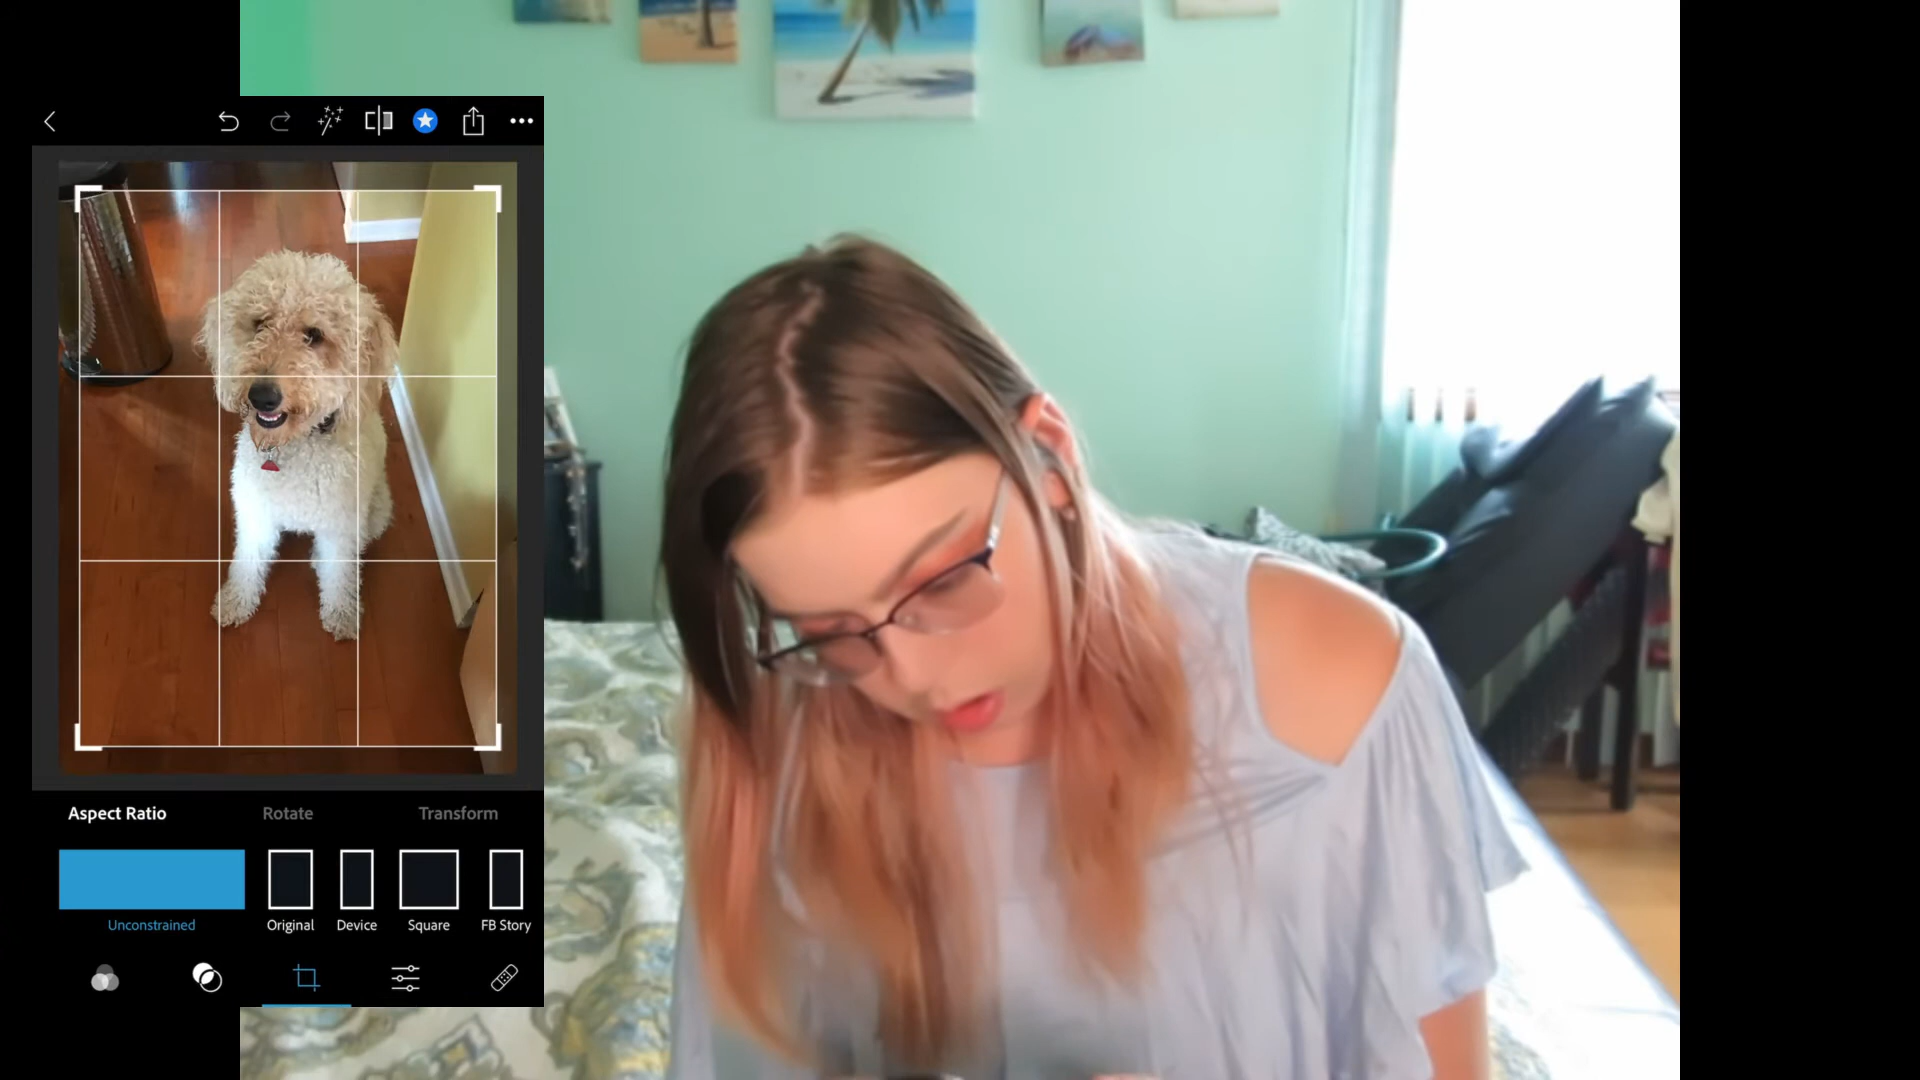 Aspect Ratio Rotate Transform
Unconstrained Original Device Square FB Story